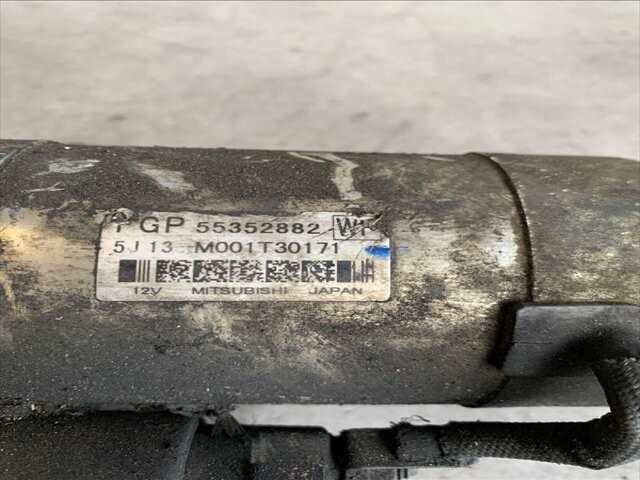 GP 55352882
5J13 M001T30171
12V MITSUBISHI JAPAN